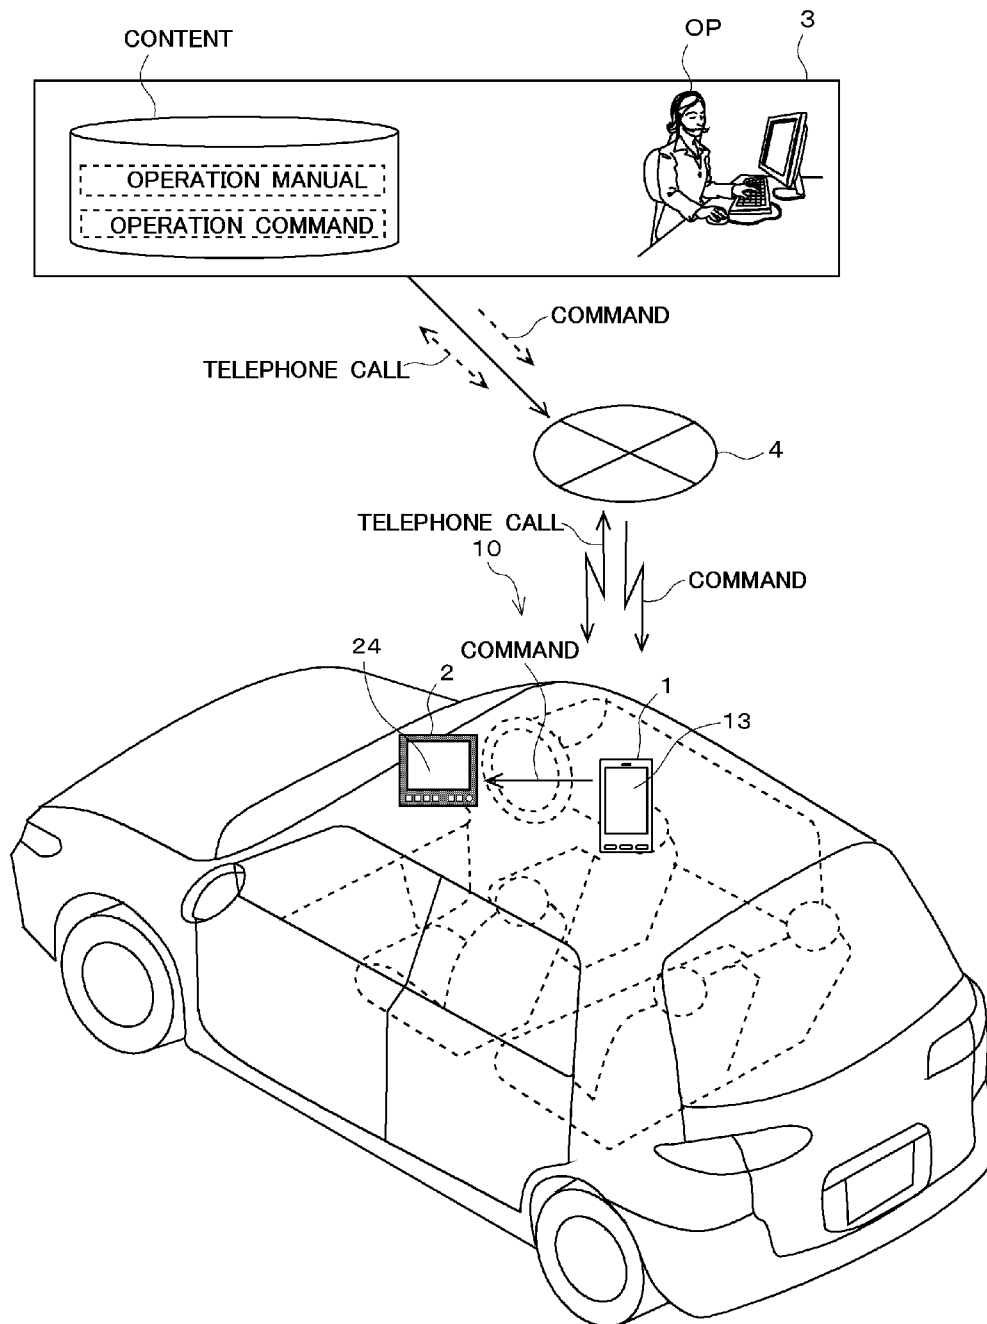 CONTENT
OP
3
OPERATION MANUAL
OPERATION COMMAND
COMMAND
TELEPHONE CALL
4
TELEPHONE CALL
10
COMMAND
COMMAND
24
2
1
13